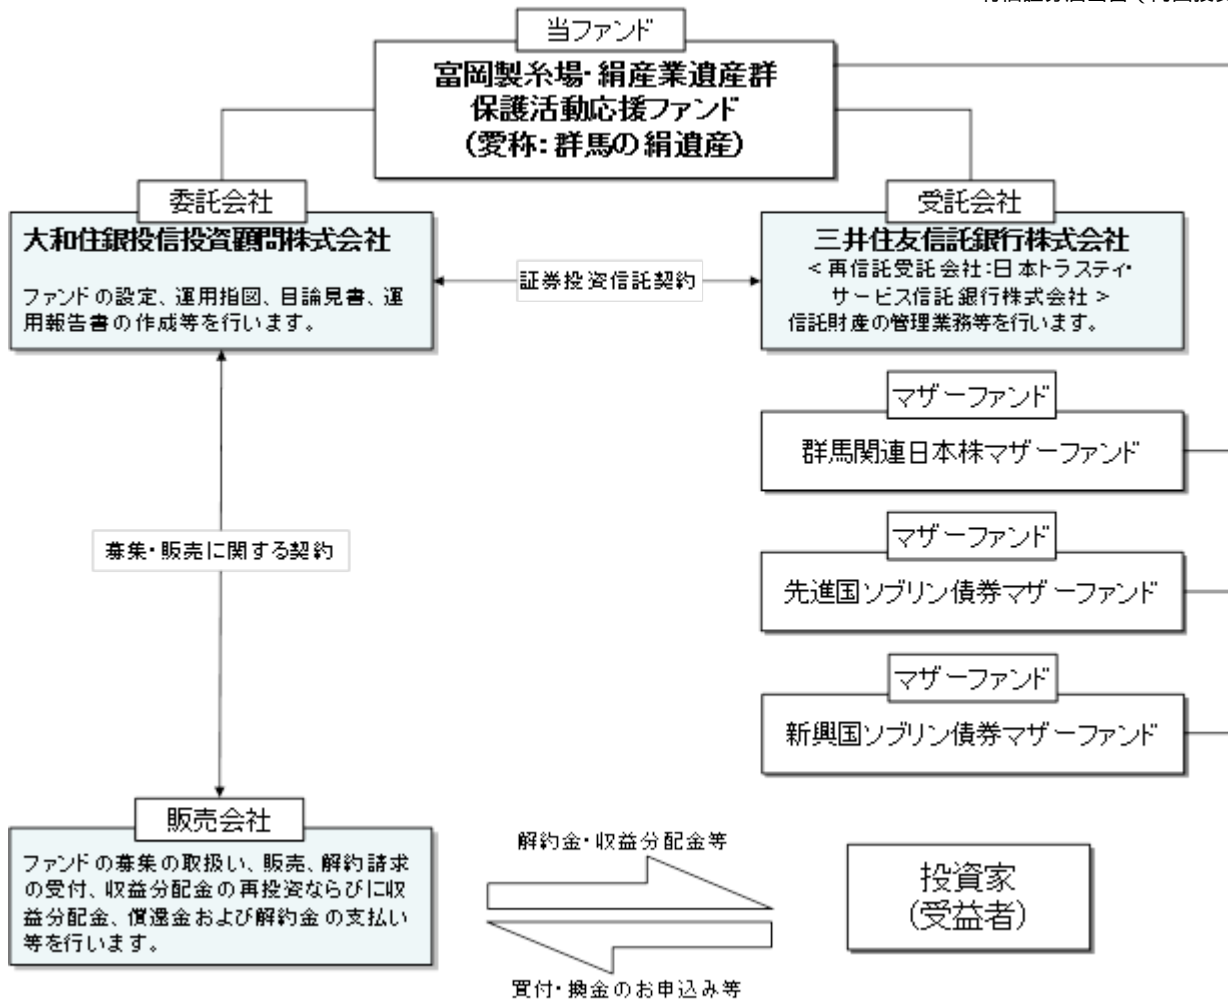 当ファンド
富岡製糸場・絹産業遺産群
保護活動応援ファンド
(愛称：群馬の絹遺産)
委託会社
大和住銀投信投資顧問株式会社
ファンドの設定、運用指図、目論見書、運
用報告書の作成等を行います。
証券投資信託契約
受託会社
三井住友信託銀行株式会社
＜再信託受託会社：日本トラスティ・
サービス信託銀行株式会社＞
信託財産の管理業務等を行います。
マザーファンド
群馬関連日本株マザーファンド
マザーファンド
先進国ソブリン債券マザーファンド
マザーファンド
新興国ソブリン債券マザーファンド
募集・販売に関する契約
販売会社
ファンドの募集の取扱い、販売、解約請求
の受付、収益分配金の再投資ならびに収
益分配金、償還金および解約金の支払い
等を行います。
解約金・収益分配金等
買付・換金のお申込み等
投資家
(受益者)